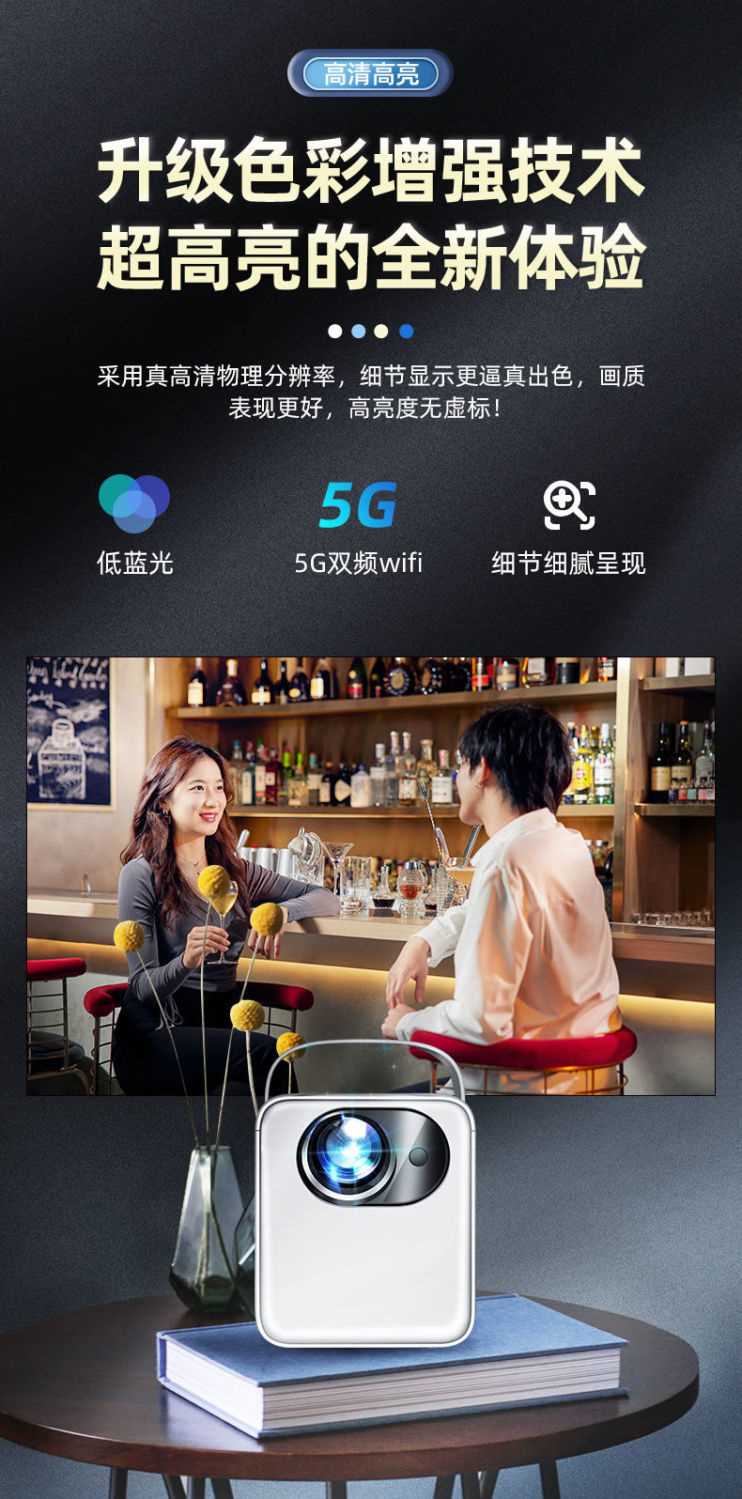 高清高亮
升级色彩增强技术
超高亮的全新体验
采用真高清物理分辨率，细节显示更逼真出色，画质
表现更好，高亮度无虚标！
5G
低蓝光
5G双频wifi
细节细腻呈现